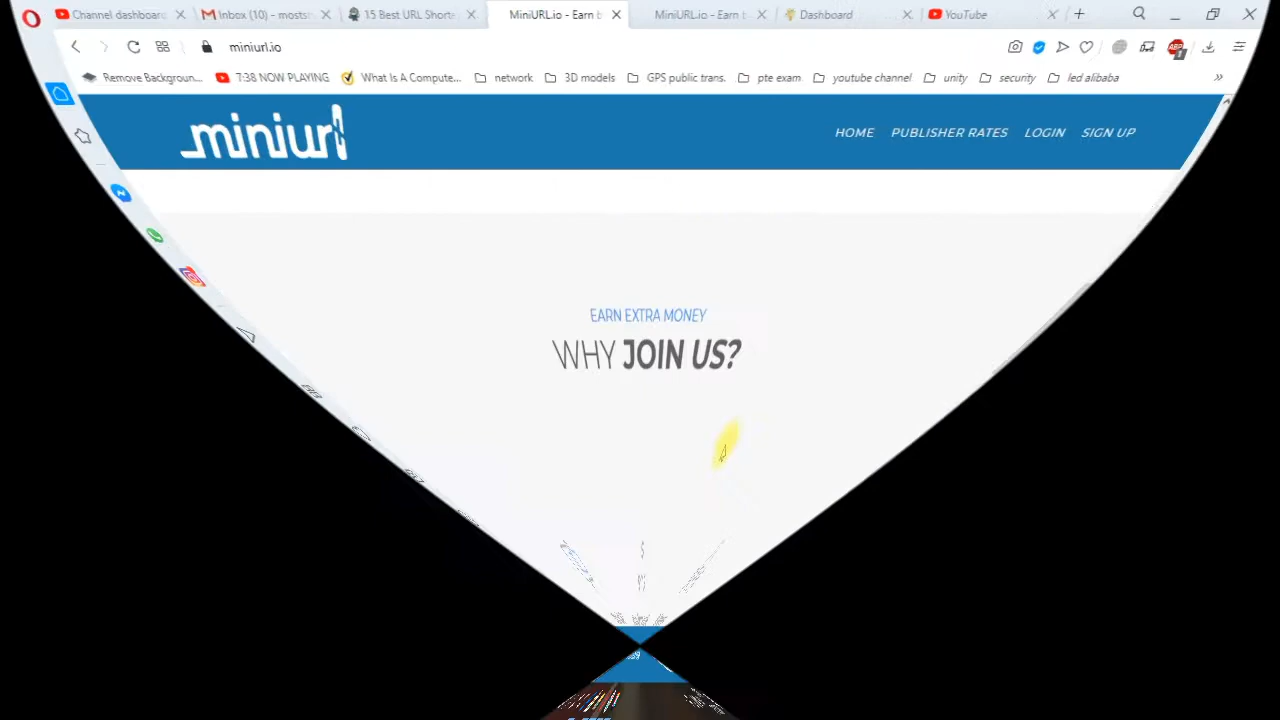 Channel dashboard
Inbox (10) - mostsh
15 Best URL Shorte
MiniURL.io - Earn b
MiniURL.io - Earn b
Dashboard
YouTube
miniurl.io
Remove Backgroun...
7:38 NOW PLAYING
What Is A Compute...
network
3D models
GPS public trans.
pte exam
youtube channel
unity
security
led alibaba
miniurl
HOME
PUBLISHER RATES
LOGIN
SIGN UP
EARN EXTRA MONEY
WHY JOIN US?